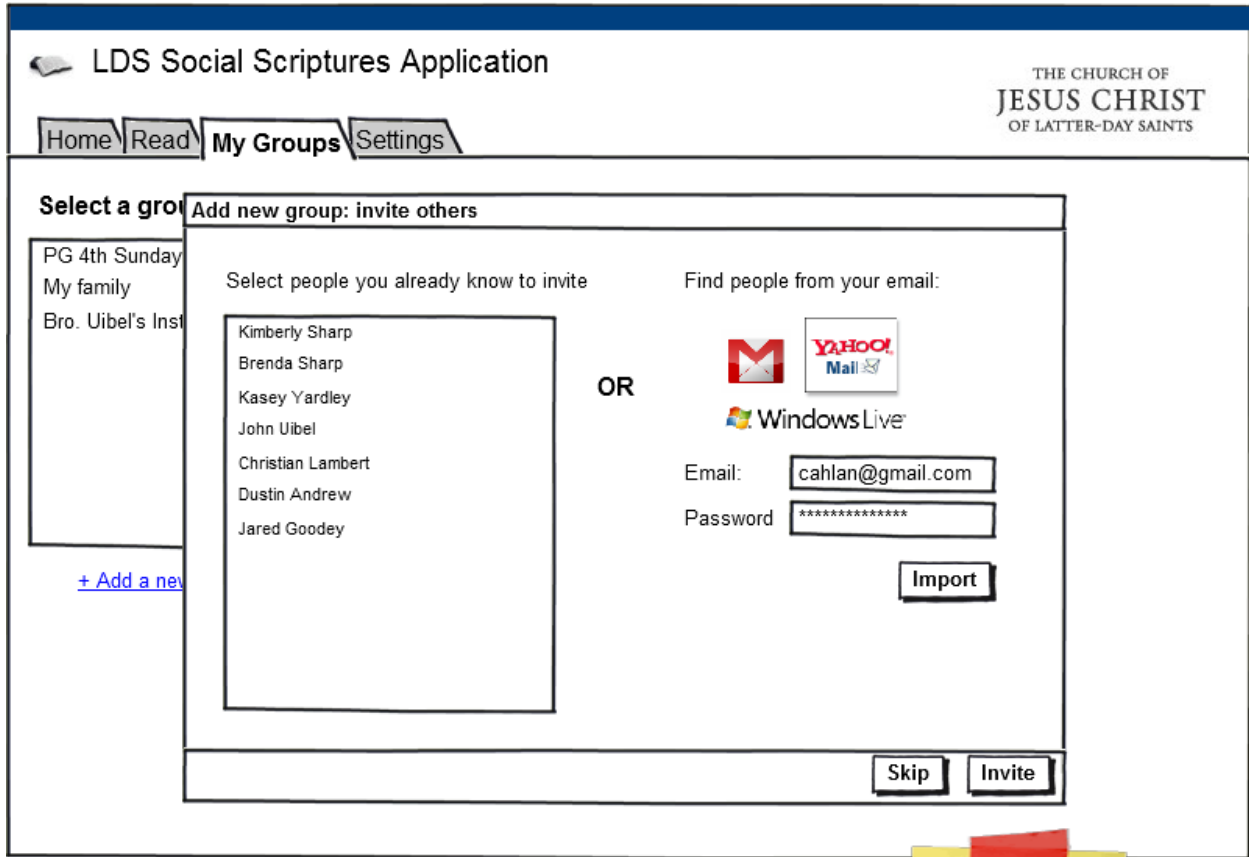 LDS Social Scriptures Application
THE CHURCH OF
JESUS CHRIST
OF LATTER-DAY SAINTS
Home Read My Groups Settings
Select a grou
PG 4th Sunday
My family
Bro. Uibel's Inst
+ Add a new
Add new group: invite others
Select people you already know to invite
Kimberly Sharp
Brenda Sharp
Kasey Yardley
John Uibel
Christian Lambert
Dustin Andrew
Jared Goodey
OR
Find people from your email:
YAHOO!
Mail
Windows Live
Email: cahlan@gmail.com
Password **************
Import
Skip Invite